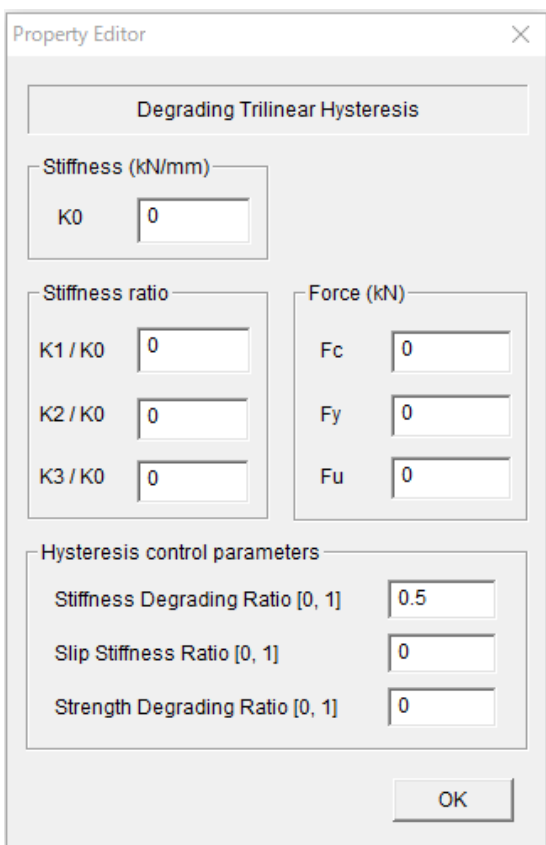 Property Editor
Degrading Trilinear Hysteresis
Stiffness (kN/mm)
K0 0
Stiffness ratio
K1 / K0 0
K2 / K0 0
K3 / K0 0
Force (kN)
Fc 0
Fy 0
Fu 0
Hysteresis control parameters
Stiffness Degrading Ratio [0, 1] 0.5
Slip Stiffness Ratio [0, 1] 0
Strength Degrading Ratio [0, 1] 0
OK